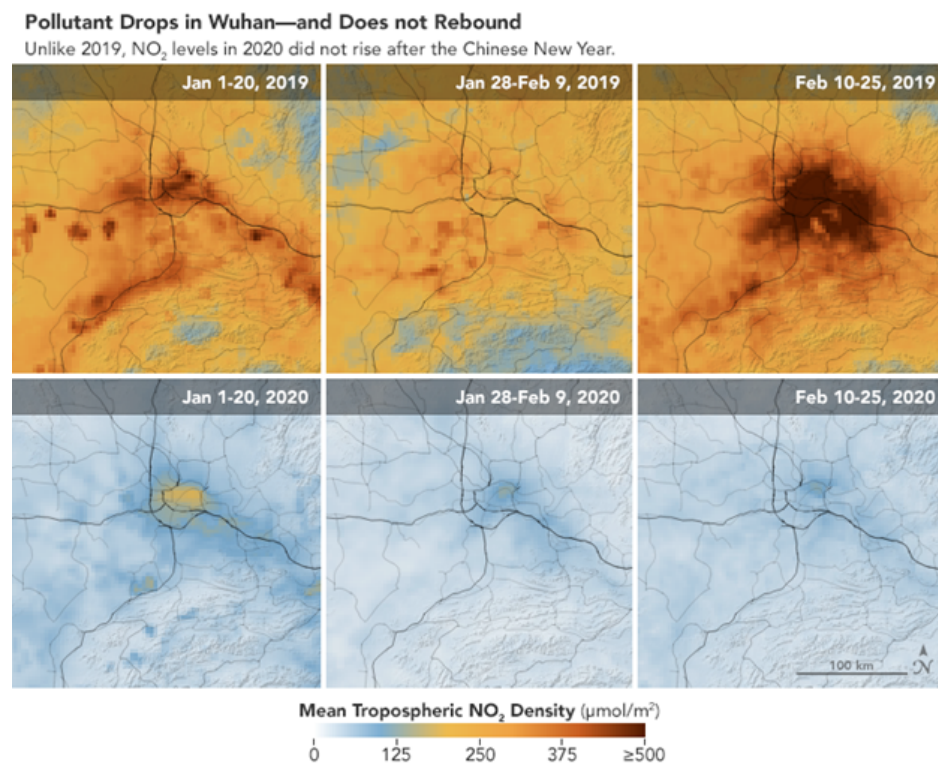 Pollutant Drops in Wuhan—and Does not Rebound
Unlike 2019, NO₂ levels in 2020 did not rise after the Chinese New Year.
Jan 1-20, 2019
Jan 28-Feb 9, 2019
Feb 10-25, 2019
Jan 1-20, 2020
Jan 28-Feb 9, 2020
Feb 10-25, 2020
100 km
N
Mean Tropospheric NO₂ Density (µmol/m²)
0 125 250 375 ≥500